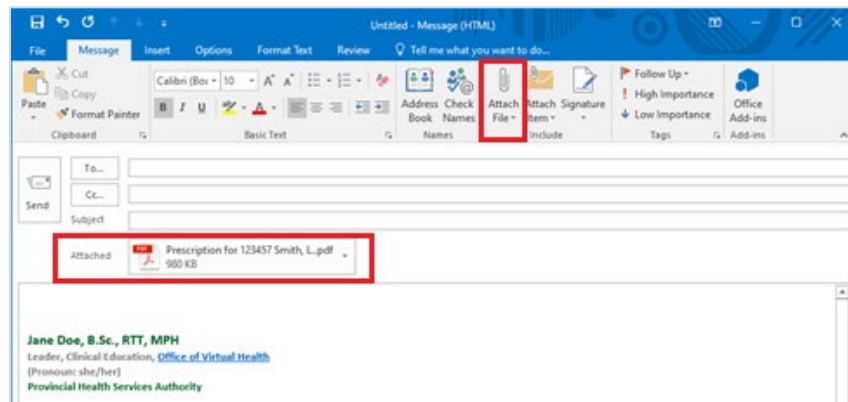 Untitled - Message (HTML)
File Message Insert Options Format Text Review Tell me what you want to do...
Paste
Cut
Copy
Format Painter
Clipboard
Calibri (Boc 10 A A
B I U A
Basic Text
Address Book
Check Names
Names
Attach File
Attach Item
Signature
Include
Follow Up
High Importance
Low Importance
Tags
Office Add-ins
Add-ins
Send
To...
Cc...
Subject
Attached
PDF
Prescription for 123457 Smith, L...pdf
980 KB
Jane Doe, B.Sc., RTT, MPH
Leader, Clinical Education, Office of Virtual Health
(Pronoun: she/her)
Provincial Health Services Authority